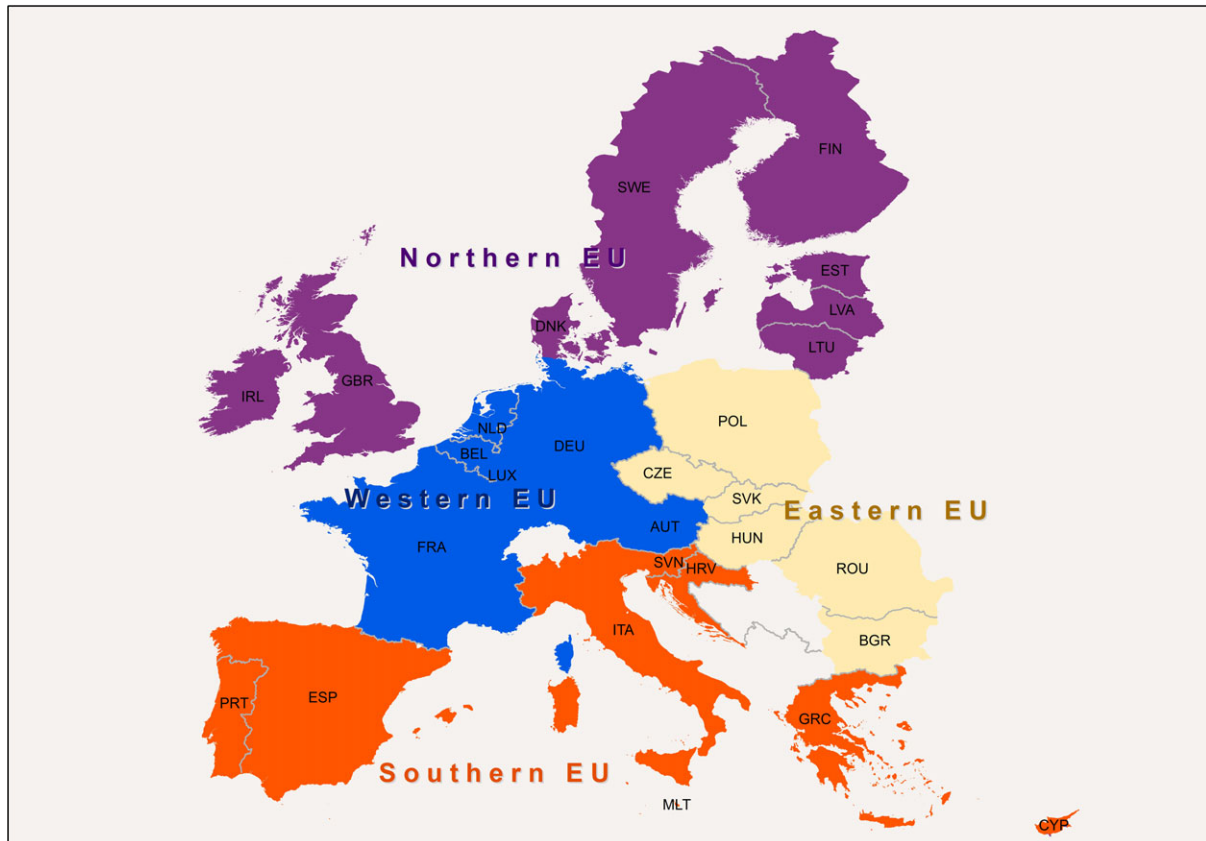 FIN
SWE
Northern EU
EST
LVA
DNK
LTU
GBR
IRL
POL
NLD
DEU
BEL
CZE
LUX
Western EU
SVK
Eastern EU
AUT
HUN
FRA
SVN
HRV
ROU
ITA
BGR
PRT
ESP
GRC
Southern EU
MLT
CYP